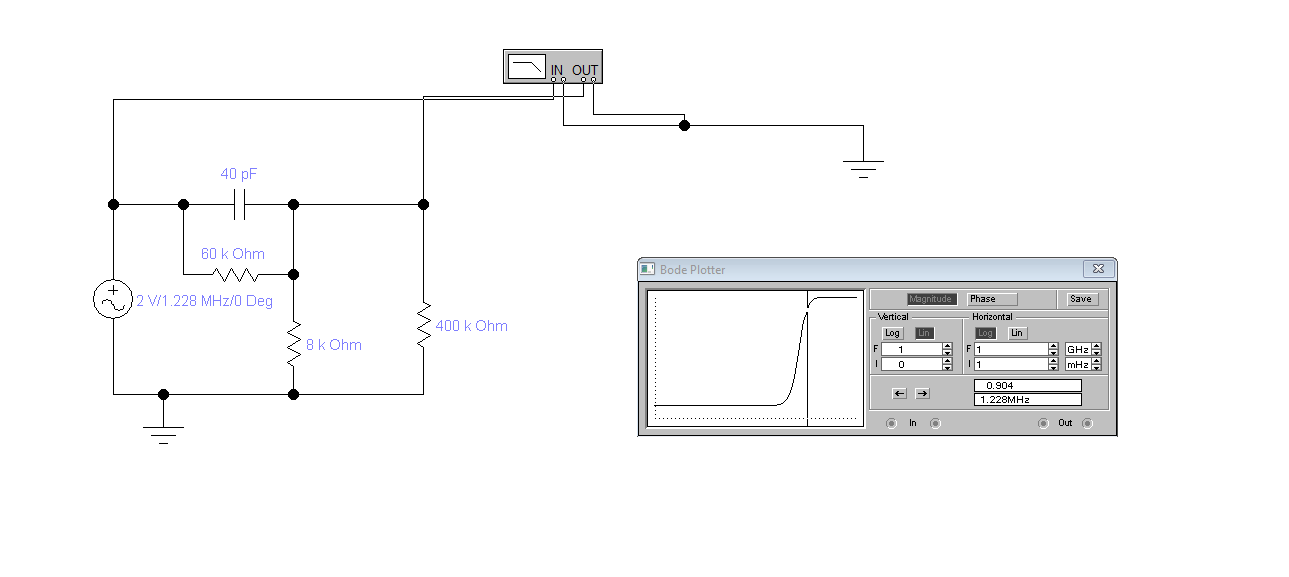 IN OUT
40 pF
60 k Ohm
2 V/1.228 MHz/0 Deg
400 k Ohm
8 k Ohm
Bode Plotter
Magnitude Phase Save
Vertical Horizontal
Log Lin Log Lin
F 1 F 1 GHz
I 0 I 1 mHz
0.904
1.228MHz
In Out